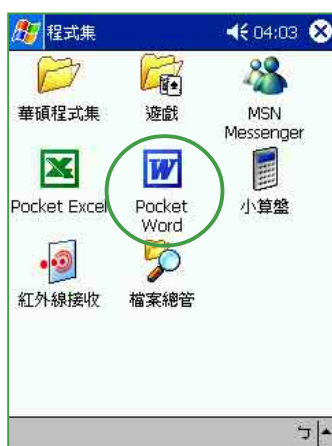 程式集 04:03
華碩程式集 遊戲 MSN Messenger
Pocket Excel Pocket Word 小算盤
紅外線接收 檔案總管
ㄅ